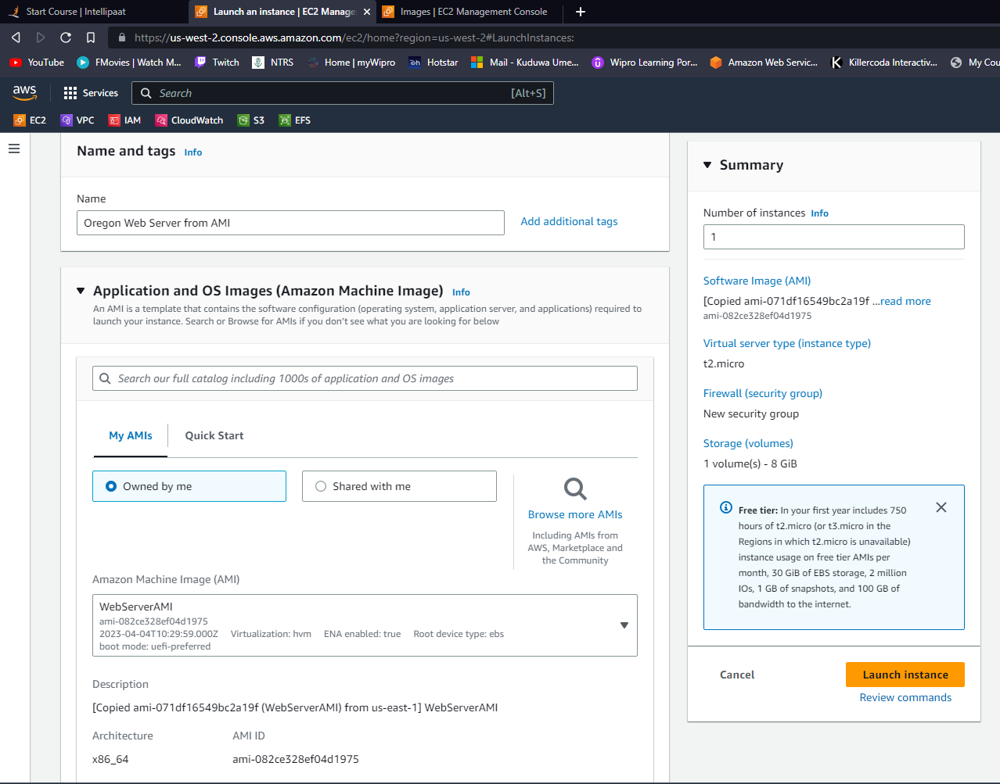 Start Course | Intellipaat
Launch an instance | EC2 Manage
Images | EC2 Management Console
https://us-west-2.console.aws.amazon.com/ec2/home?region=us-west-2#LaunchInstances:
YouTube
FMovies | Watch M...
Twitch
NTRS
Home | myWipro
Hotstar
Mail - Kuduwa Ume...
Wipro Learning Por...
Amazon Web Servic...
Killercoda Interactiv...
My Cou
aws
Services
Search
[Alt+S]
EC2
VPC
IAM
CloudWatch
S3
EFS
Name and tags Info
Name
Oregon Web Server from AMI
Add additional tags
Application and OS Images (Amazon Machine Image) Info
An AMI is a template that contains the software configuration (operating system, application server, and applications) required to
launch your instance. Search or Browse for AMIs if you don't see what you are looking for below
Search our full catalog including 1000s of application and OS images
My AMIs
Quick Start
Owned by me
Shared with me
Browse more AMIs
Including AMIs from
AWS, Marketplace and
the Community
Amazon Machine Image (AMI)
WebServerAMI
ami-082ce328ef04d1975
2023-04-04T10:29:59.000Z Virtualization: hvm ENA enabled: true Root device type: ebs
boot mode: uefi-preferred
Description
[Copied ami-071df16549bc2a19f (WebServerAMI) from us-east-1] WebServerAMI
Architecture
AMI ID
x86_64
ami-082ce328ef04d1975
Summary
Number of instances Info
1
Software Image (AMI)
[Copied ami-071df16549bc2a19f ...read more
ami-082ce328ef04d1975
Virtual server type (instance type)
t2.micro
Firewall (security group)
New security group
Storage (volumes)
1 volume(s) - 8 GiB
Free tier: In your first year includes 750
hours of t2.micro (or t3.micro in the
Regions in which t2.micro is unavailable)
instance usage on free tier AMIs per
month, 30 GiB of EBS storage, 2 million
IOs, 1 GB of snapshots, and 100 GB of
bandwidth to the internet.
Cancel
Launch instance
Review commands